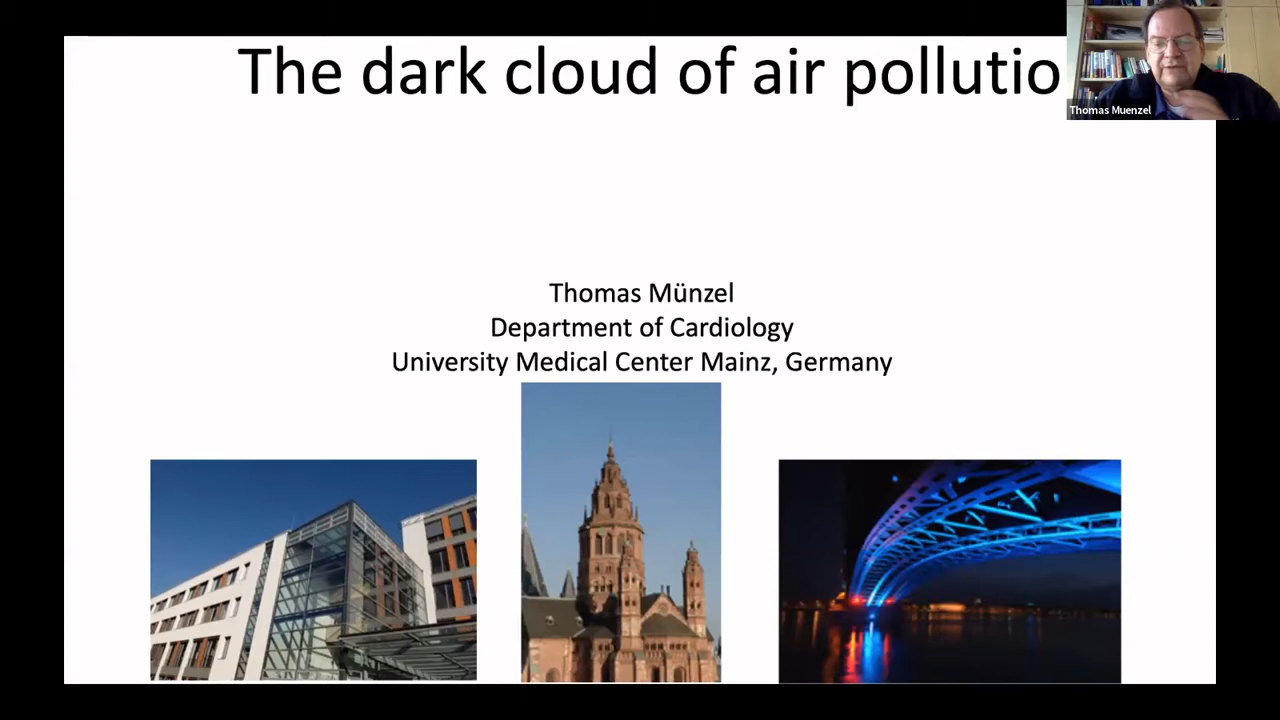 The dark cloud of air pollutio
Thomas Muenzel
Thomas Münzel
Department of Cardiology
University Medical Center Mainz, Germany